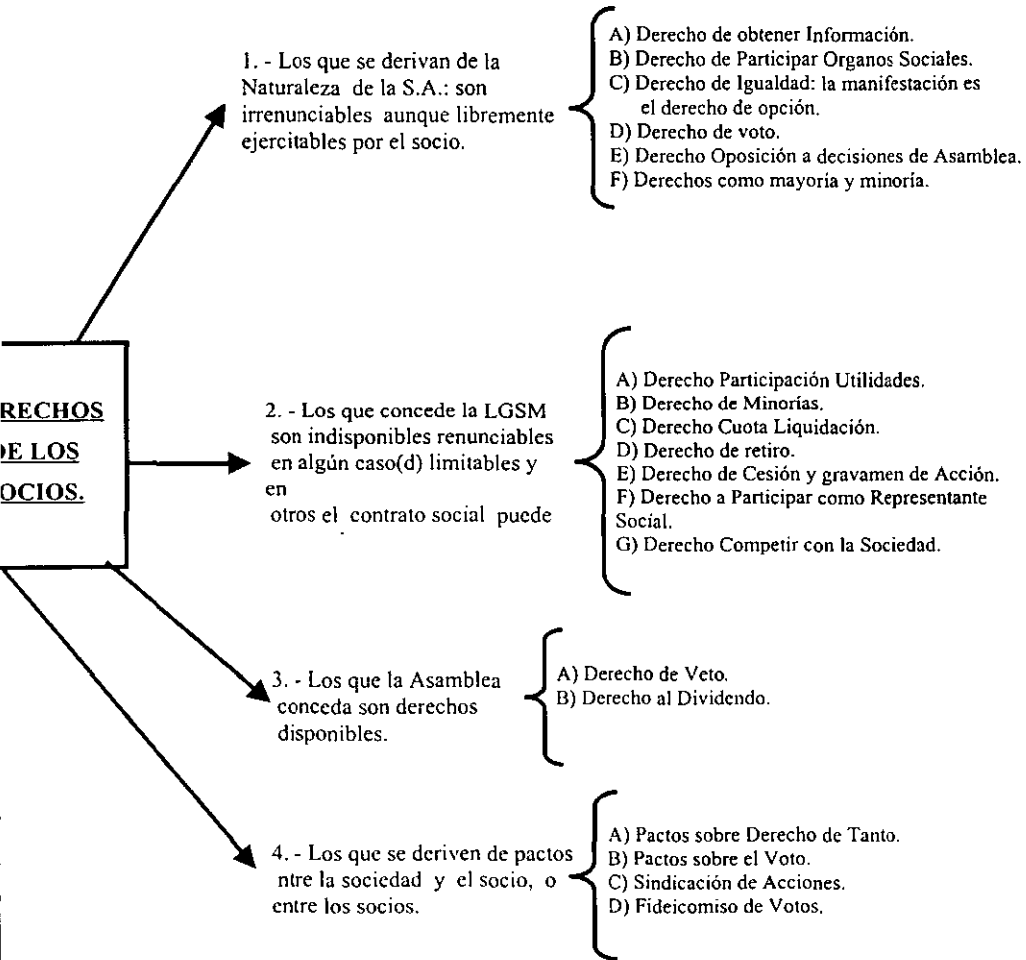 RECHOS
E LOS
OCIOS.
1. - Los que se derivan de la
Naturaleza de la S.A.: son
irrenunciables aunque libremente
ejercitables por el socio.
A) Derecho de obtener Información.
B) Derecho de Participar Organos Sociales.
C) Derecho de Igualdad: la manifestación es
el derecho de opción.
D) Derecho de voto.
E) Derecho Oposición a decisiones de Asamblea.
F) Derechos como mayoría y minoría.
2. - Los que concede la LGSM
son indisponibles renunciables
en algún caso(d) limitables y
en
otros el contrato social puede
A) Derecho Participación Utilidades.
B) Derecho de Minorías.
C) Derecho Cuota Liquidación.
D) Derecho de retiro.
E) Derecho de Cesión y gravamen de Acción.
F) Derecho a Participar como Representante
Social.
G) Derecho Competir con la Sociedad.
3. - Los que la Asamblea
conceda son derechos
disponibles.
A) Derecho de Veto.
B) Derecho al Dividendo.
4. - Los que se deriven de pactos
ntre la sociedad y el socio, o
entre los socios.
A) Pactos sobre Derecho de Tanto.
B) Pactos sobre el Voto.
C) Sindicación de Acciones.
D) Fideicomiso de Votos.